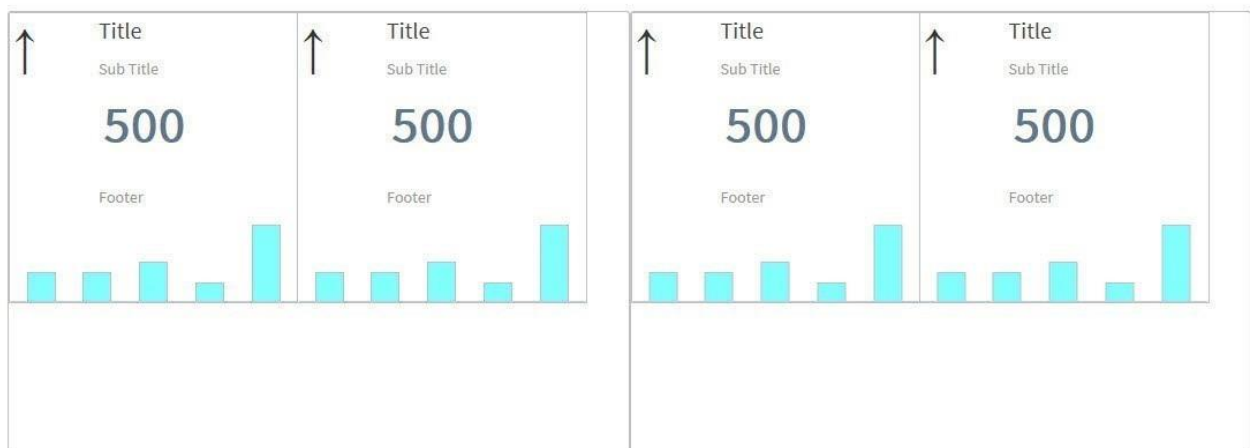 Title Title Title Title
Sub Title Sub Title Sub Title Sub Title
500 500 500 500
Footer Footer Footer Footer